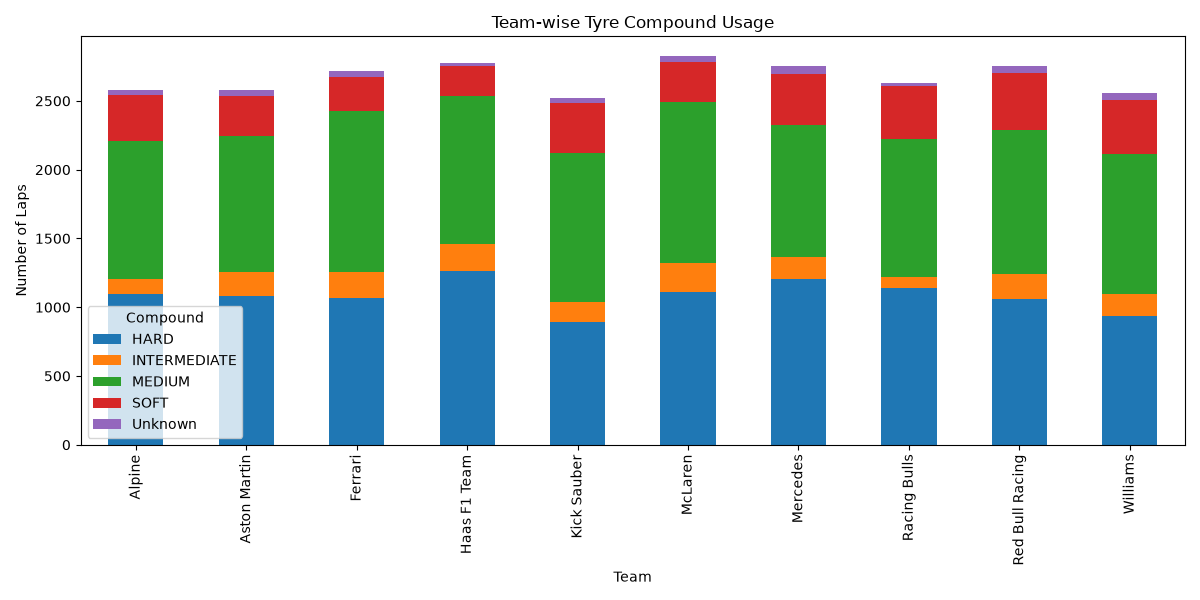 Team-wise Tyre Compound Usage
Number of Laps
2500
2000
1500
1000
500
0
Compound
HARD
INTERMEDIATE
MEDIUM
SOFT
Unknown
Alpine
Aston Martin
Ferrari
Haas F1 Team
Kick Sauber
McLaren
Mercedes
Racing Bulls
Red Bull Racing
Williams
Team